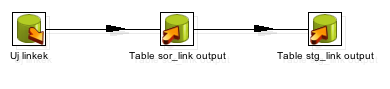 Uj linkek
Table sor_link output
Table stg_link output